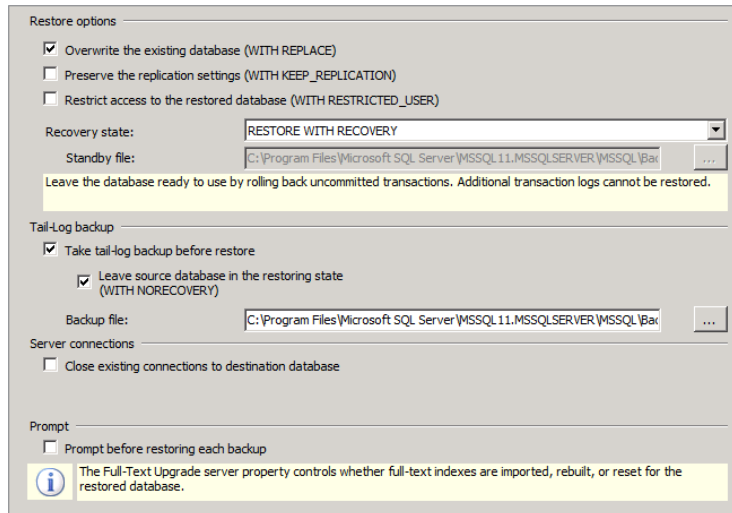 Restore options
Overwrite the existing database (WITH REPLACE)
Preserve the replication settings (WITH KEEP_REPLICATION)
Restrict access to the restored database (WITH RESTRICTED_USER)
Recovery state:
RESTORE WITH RECOVERY
Standby file:
C:\Program Files\Microsoft SQL Server\MSSQL11.MSSQLSERVER\MSSQL\Bac
...
Leave the database ready to use by rolling back uncommitted transactions. Additional transaction logs cannot be restored.
Tail-Log backup
Take tail-log backup before restore
Leave source database in the restoring state
(WITH NORECOVERY)
Backup file:
C:\Program Files\Microsoft SQL Server\MSSQL11.MSSQLSERVER\MSSQL\Bac
...
Server connections
Close existing connections to destination database
Prompt
Prompt before restoring each backup
The Full-Text Upgrade server property controls whether full-text indexes are imported, rebuilt, or reset for the
restored database.